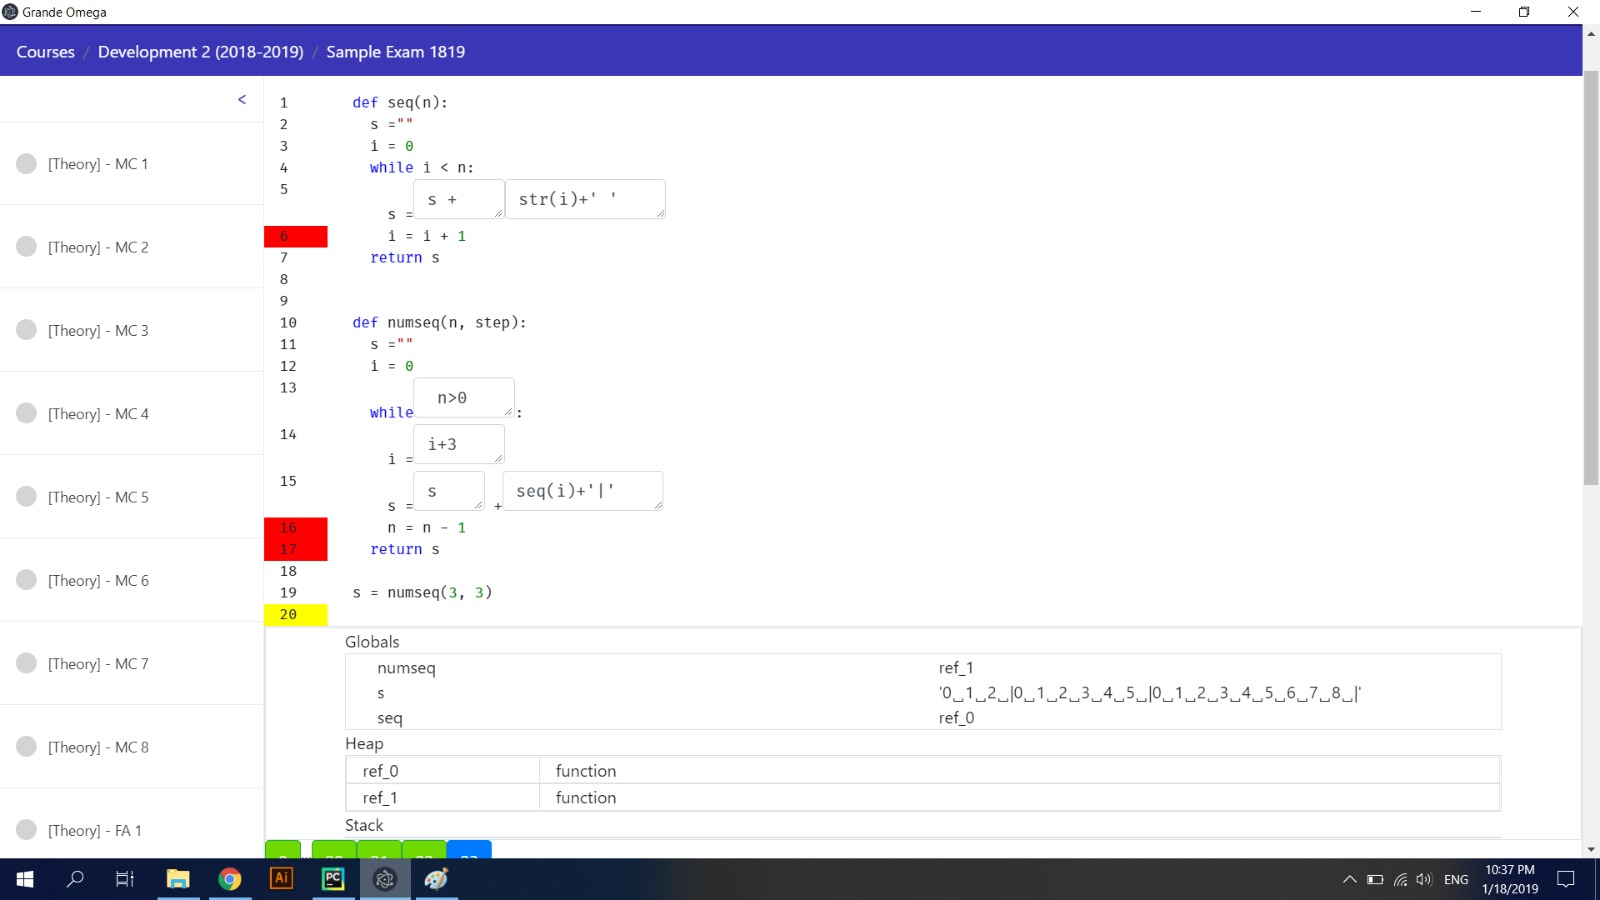 Grande Omega
Courses / Development 2 (2018-2019) / Sample Exam 1819
<
[Theory] - MC 1
[Theory] - MC 2
[Theory] - MC 3
[Theory] - MC 4
[Theory] - MC 5
[Theory] - MC 6
[Theory] - MC 7
[Theory] - MC 8
[Theory] - FA 1
1 def seq(n):
2 s =""
3 i = 0
4 while i < n:
5 s = s + str(i)+' '
6 i = i + 1
7 return s
8
9
10 def numseq(n, step):
11 s =""
12 i = 0
13 while n>0 :
14 i = i+3
15 s = s + seq(i)+'|'
16 n = n - 1
17 return s
18
19 s = numseq(3, 3)
20
Globals
numseq ref_1
s '0␣1␣2␣|0␣1␣2␣3␣4␣5␣|0␣1␣2␣3␣4␣5␣6␣7␣8␣|'
seq ref_0
Heap
ref_0 function
ref_1 function
Stack
Ai PC ENG 10:37 PM
1/18/2019